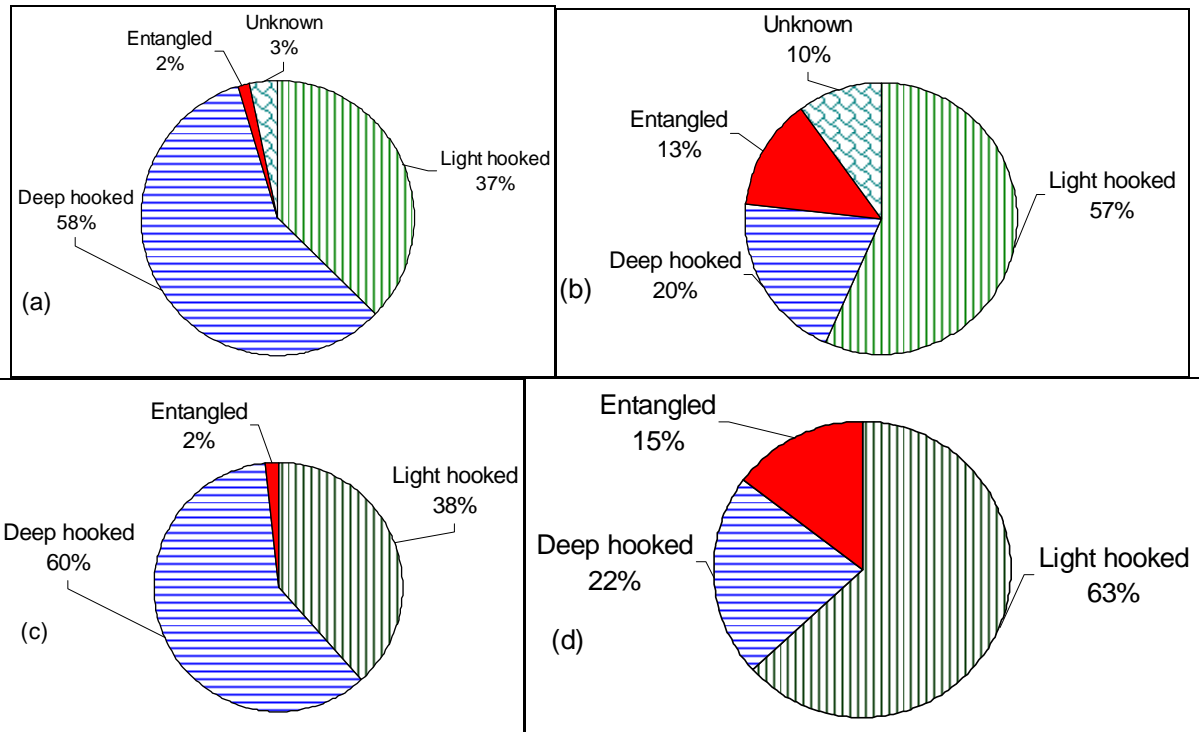 Unknown
3%
Entangled
2%
Light hooked
37%
Deep hooked
58%
(a)
Unknown
10%
Entangled
13%
Light hooked
57%
Deep hooked
20%
(b)
Entangled
2%
Light hooked
38%
Deep hooked
60%
(c)
Entangled
15%
Deep hooked
22%
Light hooked
63%
(d)